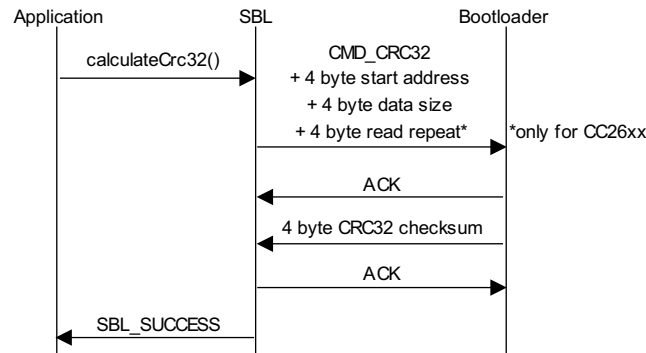 Application SBL Bootloader
calculateCrc32()
CMD_CRC32
+ 4 byte start address
+ 4 byte data size
+ 4 byte read repeat* *only for CC26xx
ACK
4 byte CRC32 checksum
ACK
SBL_SUCCESS